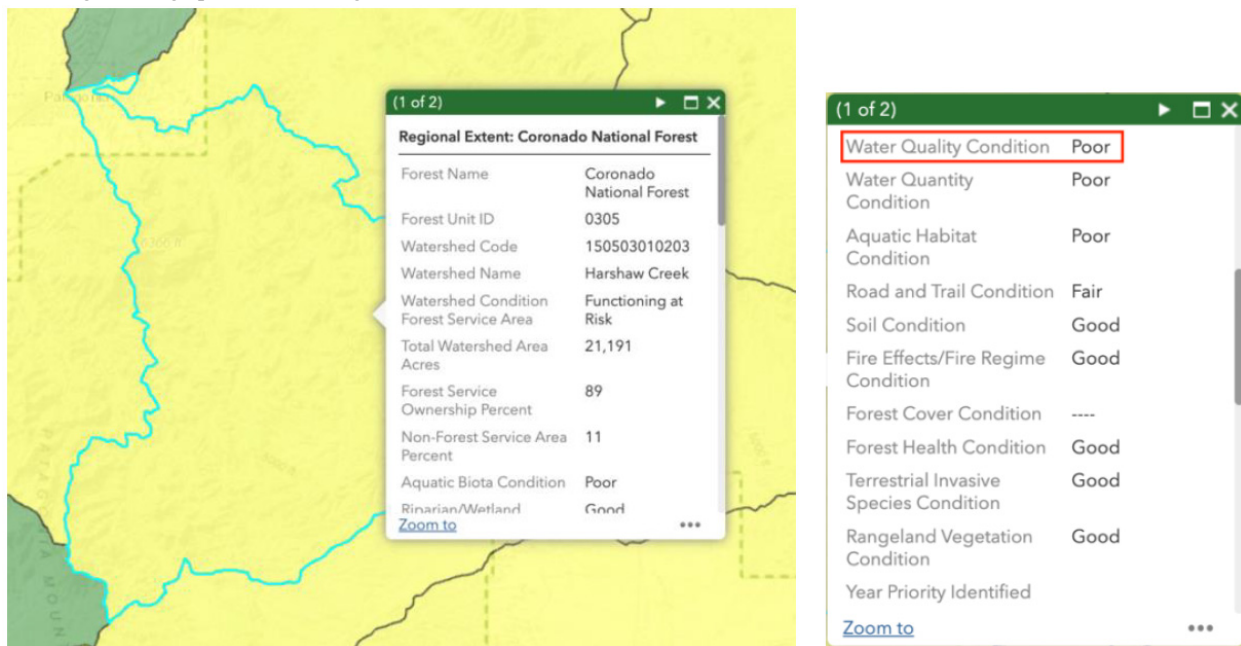 (1 of 2)
Regional Extent: Coronado National Forest
Forest Name Coronado
National Forest
Forest Unit ID 0305
Watershed Code 150503010203
Watershed Name Harshaw Creek
Watershed Condition Functioning at
Forest Service Area Risk
Total Watershed Area 21,191
Acres
Forest Service 89
Ownership Percent
Non-Forest Service Area 11
Percent
Aquatic Biota Condition Poor
Riparian/Wetland Good
Zoom to
(1 of 2)
Water Quality Condition Poor
Water Quantity Poor
Condition
Aquatic Habitat Poor
Condition
Road and Trail Condition Fair
Soil Condition Good
Fire Effects/Fire Regime Good
Condition
Forest Cover Condition ----
Forest Health Condition Good
Terrestrial Invasive Good
Species Condition
Rangeland Vegetation Good
Condition
Year Priority Identified
Zoom to